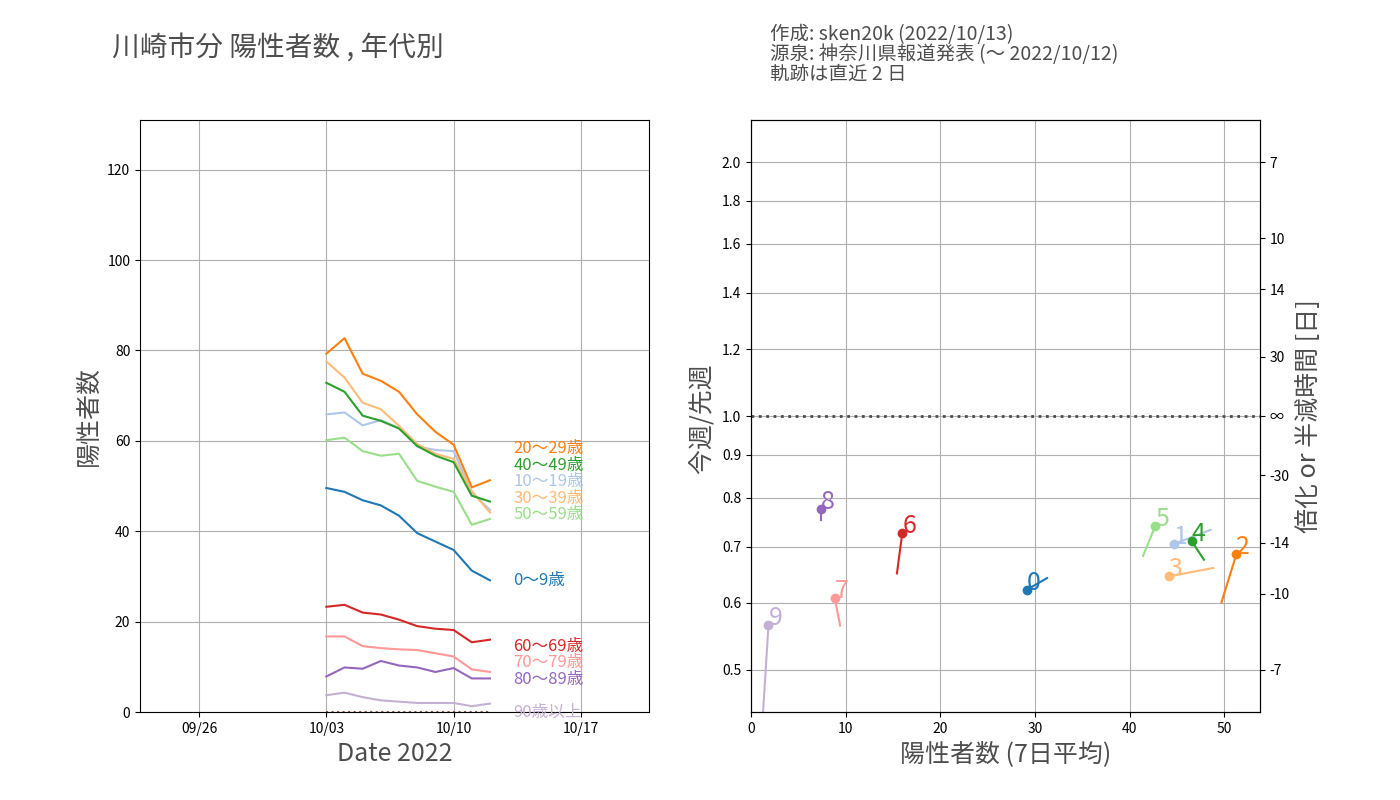 川崎市分 陽性者数 , 年代別
作成: sken20k (2022/10/13)
源泉: 神奈川県報道発表 (〜 2022/10/12)
軌跡は直近 2 日
陽性者数
120
100
80
60
40
20
0
09/26
10/03
10/10
10/17
Date 2022
20〜29歳
40〜49歳
10〜19歳
30〜39歳
50〜59歳
0〜9歳
60〜69歳
70〜79歳
80〜89歳
90歳以上
今週/先週
2.0
1.8
1.6
1.4
1.2
1.0
0.9
0.8
0.7
0.6
0.5
8
6
5
1
4
2
3
0
7
9
0
10
20
30
40
50
陽性者数 (7日平均)
7
10
14
30
∞
-30
-14
-10
-7
倍化 or 半減時間 [日]